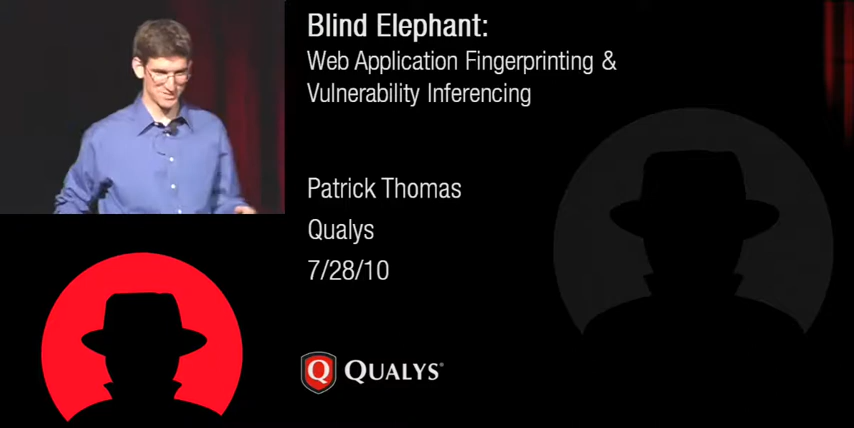 Blind Elephant:
Web Application Fingerprinting &
Vulnerability Inferencing
Patrick Thomas
Qualys
7/28/10
Q QUALYS®